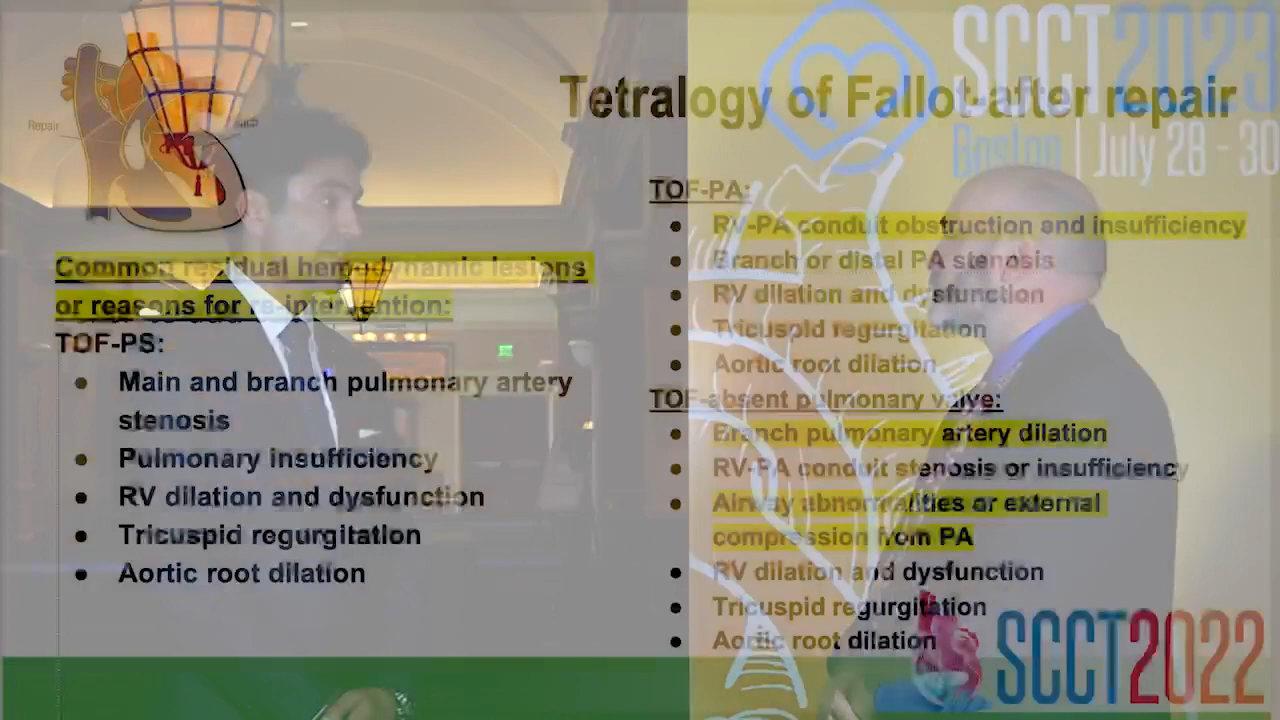 SCCT2023
Boston | July 28 - 30
Tetralogy of Fallot-after repair
Repair
Common residual hemodynamic lesions
or reasons for re-intervention:
TOF-PS:
● Main and branch pulmonary artery
stenosis
● Pulmonary insufficiency
● RV dilation and dysfunction
● Tricuspid regurgitation
● Aortic root dilation
TOF-PA:
● RV-PA conduit obstruction and insufficiency
● Branch or distal PA stenosis
● RV dilation and dysfunction
● Tricuspid regurgitation
● Aortic root dilation
TOF-absent pulmonary valve:
● Branch pulmonary artery dilation
● RV-PA conduit stenosis or insufficiency
● Airway abnormalities or external
compression from PA
● RV dilation and dysfunction
● Tricuspid regurgitation
● Aortic root dilation
SCCT2022